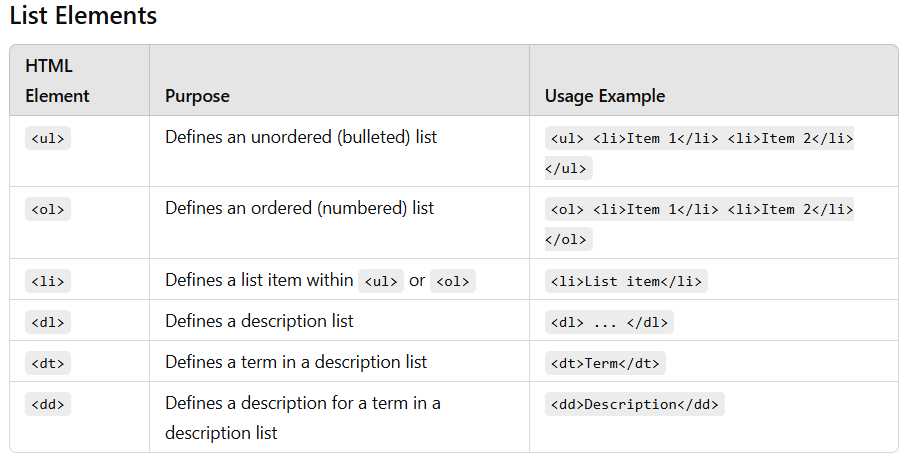 List Elements
HTML
Element Purpose Usage Example
<ul> Defines an unordered (bulleted) list <ul> <li>Item 1</li> <li>Item 2</li>
</ul>
<ol> Defines an ordered (numbered) list <ol> <li>Item 1</li> <li>Item 2</li>
</ol>
<li> Defines a list item within <ul> or <ol> <li>List item</li>
<dl> Defines a description list <dl> ... </dl>
<dt> Defines a term in a description list <dt>Term</dt>
<dd> Defines a description for a term in a <dd>Description</dd>
description list